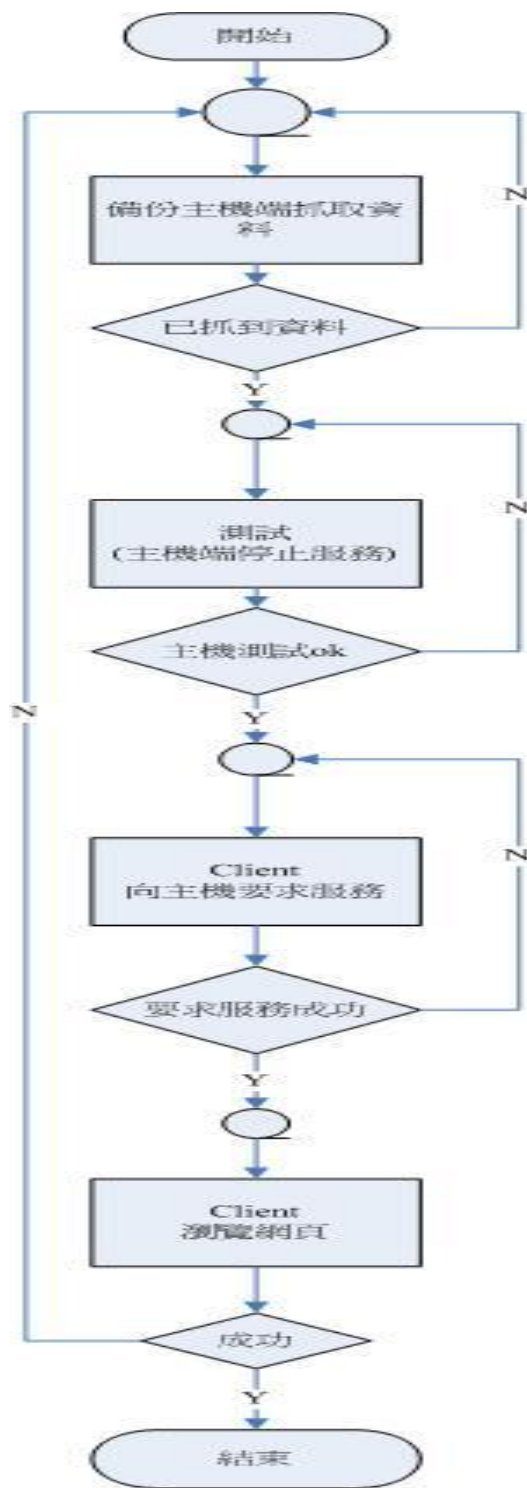 開始
備份主機端抓取資
料
N
已抓到資料
Y
測試
(主機端停止服務)
N
主機測試ok
N
Y
Client
向主機要求服務
N
要求服務成功
Y
Client
瀏覽網頁
成功
Y
結束